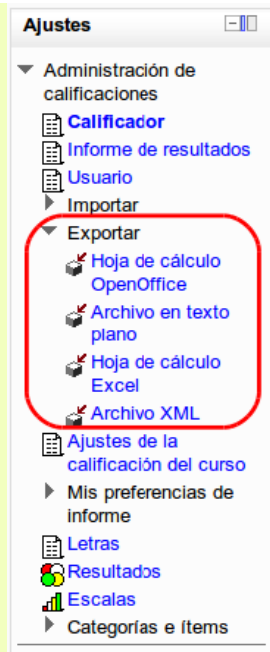 Ajustes
Administración de
calificaciones
Calificador
Informe de resultados
Usuario
Importar
Exportar
Hoja de cálculo
OpenOffice
Archivo en texto
plano
Hoja de cálculo
Excel
Archivo XML
Ajustes de la
calificación del curso
Mis preferencias de
informe
Letras
Resultados
Escalas
Categorías e ítems